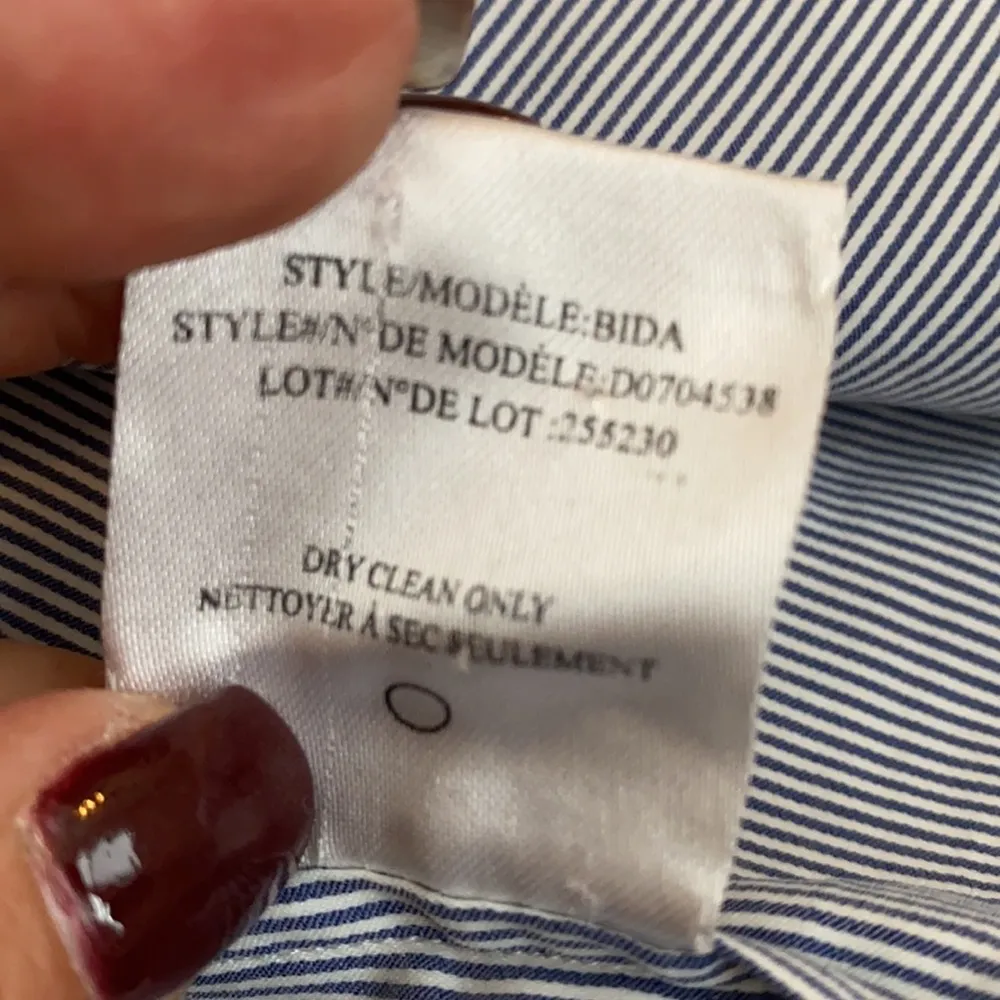 STYLE/MODÈLE:BIDA
STYLE#/N° DE MODÈLE:D0704538
LOT#/N°DE LOT :255230
DRY CLEAN ONLY
NETTOYER À SEC SEULEMENT